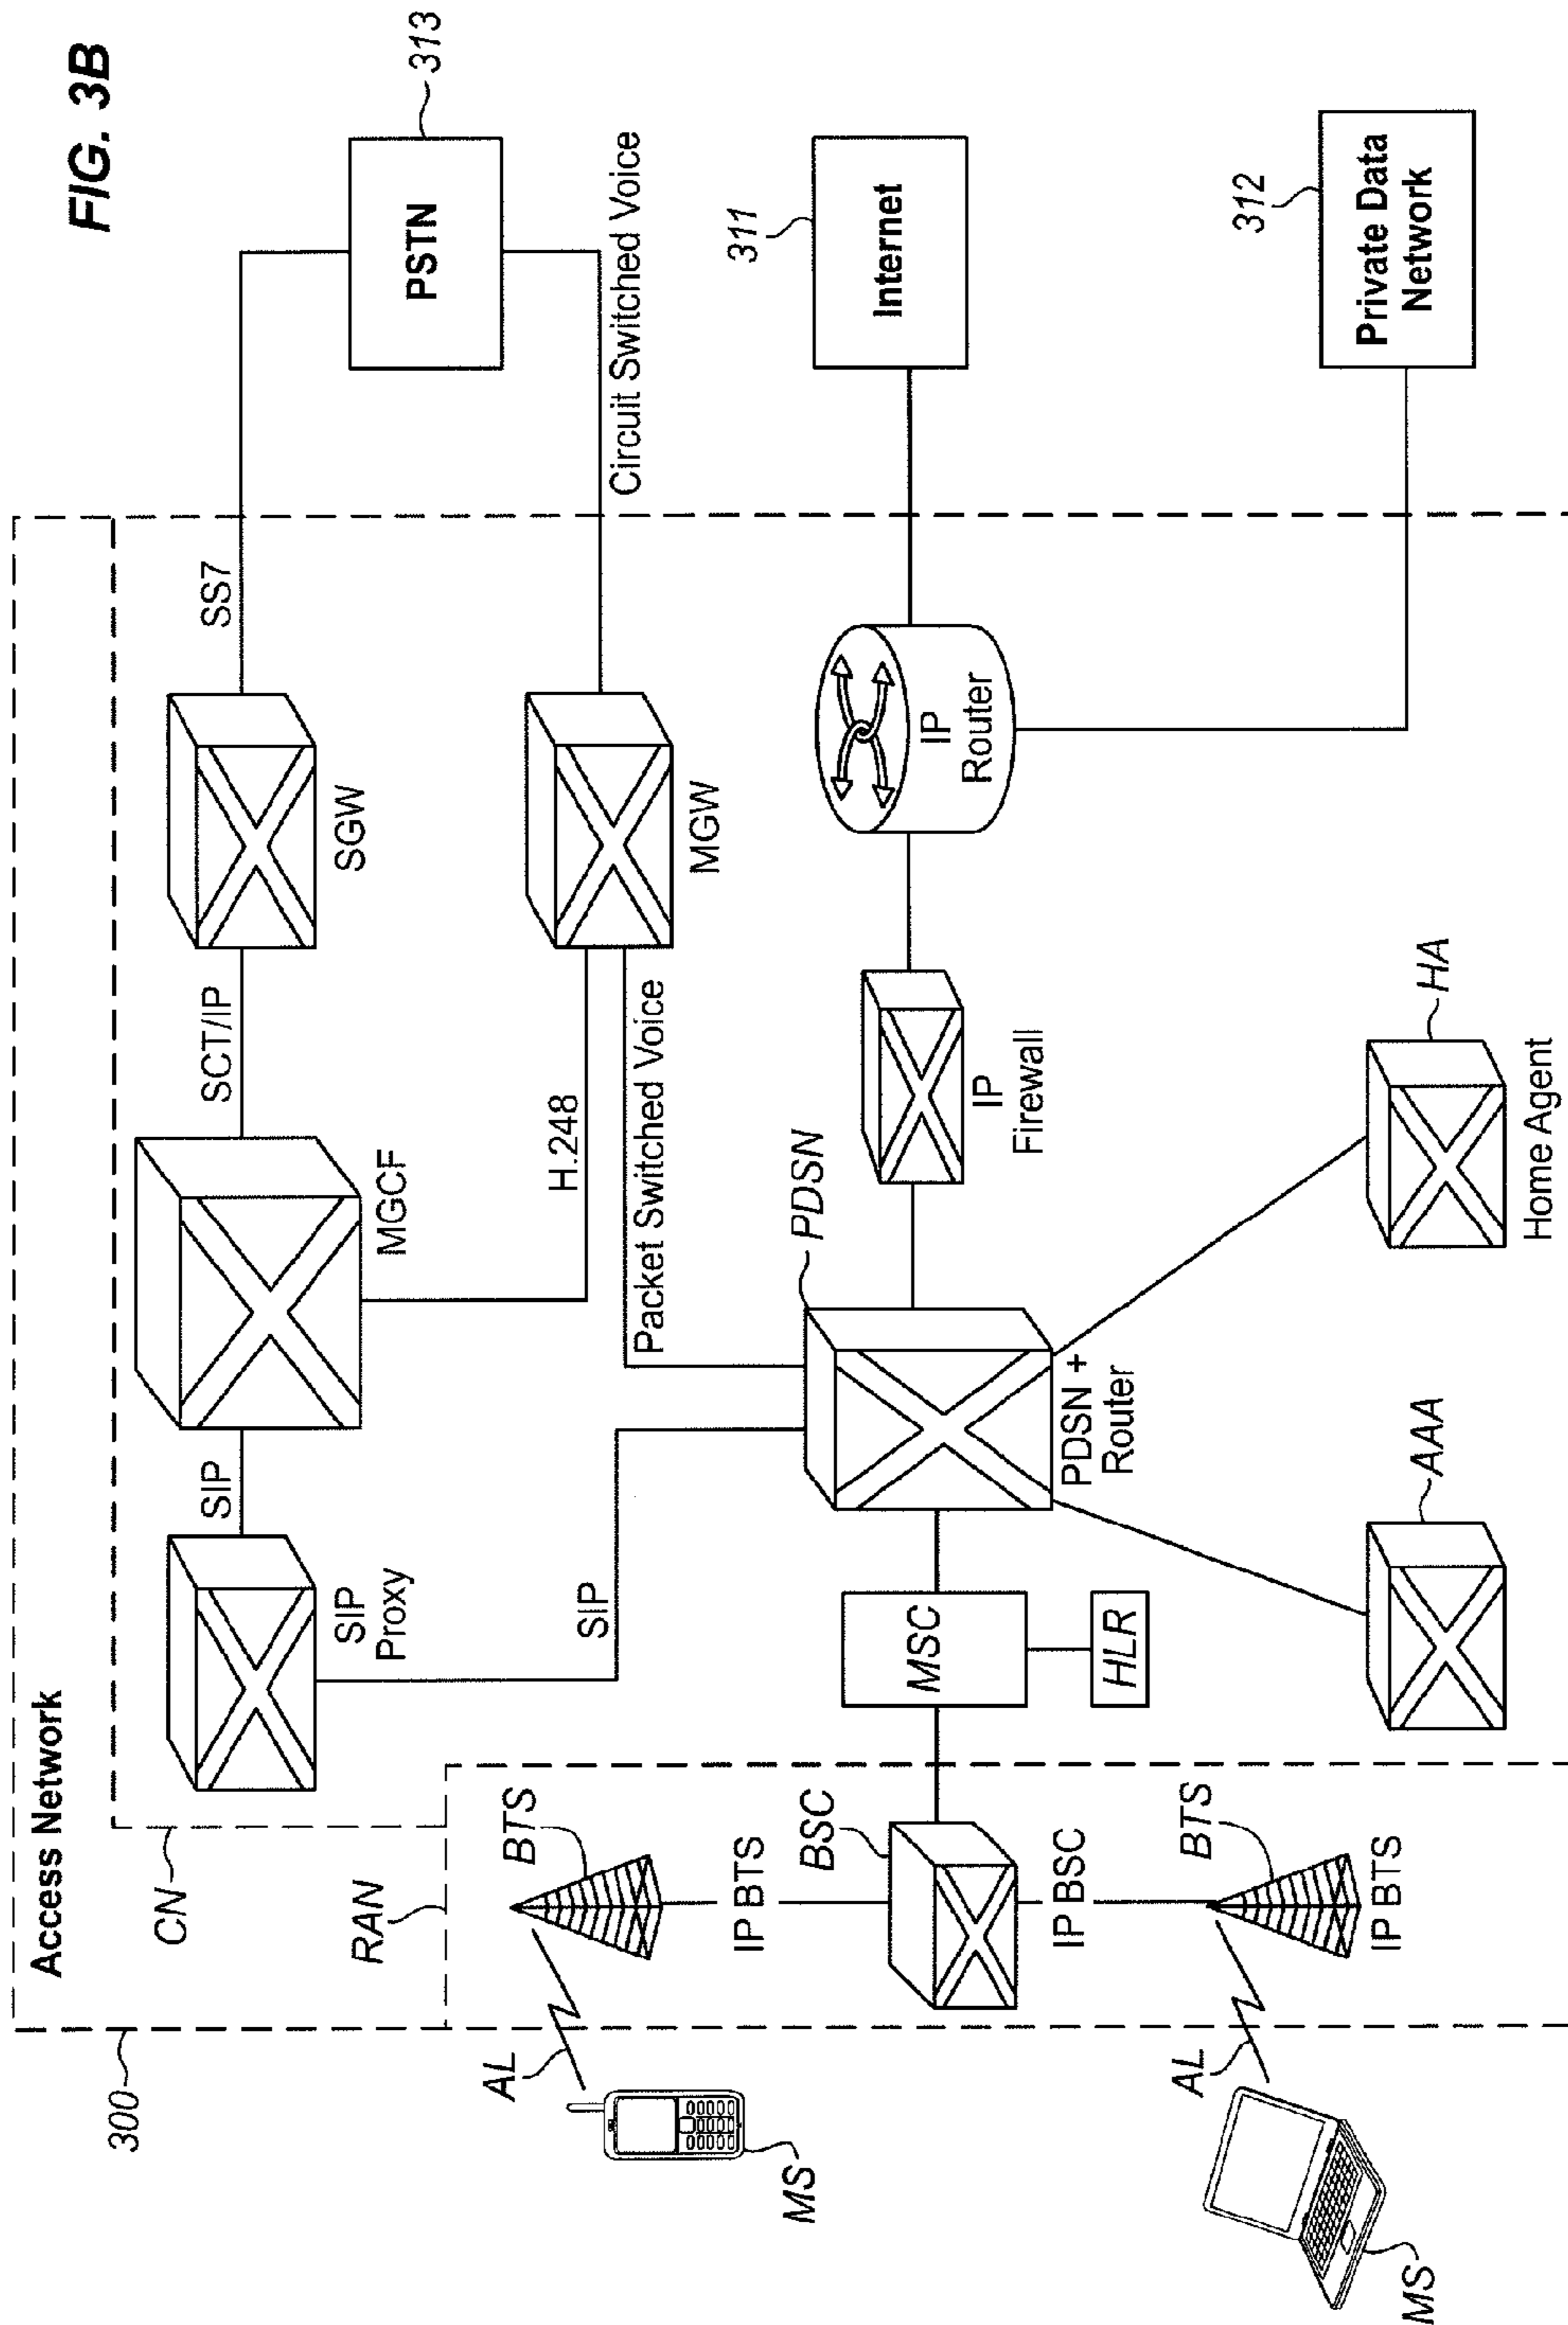 FIG. 3B
Access Network
300
CN
RAN
SIP
Proxy
SIP
MGCF
SCT/IP
SGW
SS7
PSTN
313
SIP
H.248
Packet Switched Voice
MGW
Circuit Switched Voice
AL
MS
BTS
IP BTS
BSC
IP BSC
MSC
HLR
PDSN
PDSN +
Router
IP
Firewall
IP
Router
Internet
311
AL
MS
BTS
IP BTS
AAA
HA
Home Agent
Private Data
Network
312